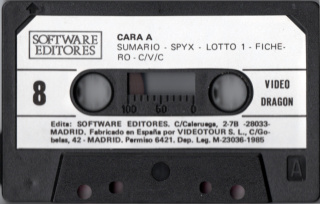 SOFTWARE
EDITORES
CARA A
SUMARIO - SPYX - LOTTO 1 - FICHE-
RO - C/V/C
8
VIDEO
DRAGON
100 50 0
Edita: SOFTWARE EDITORES, C/Caleruega, 2-7B -28033-
MADRID. Fabricado en España por VIDEOTOUR S. L., C/Go-
belas, 42 - MADRID. Permiso 6421. Dep. Leg. M-23036-1985
A